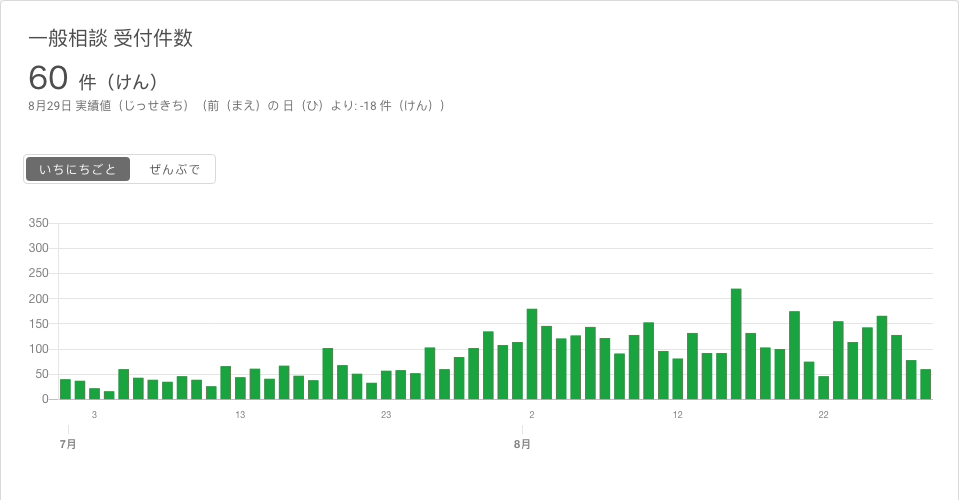 一般相談 受付件数
60 件（けん）
8月29日 実績値（じっせきち）（前（まえ）の 日（ひ）より: -18 件（けん））
いちにちごと ぜんぶで
350
300
250
200
150
100
50
0
3 13 23 2 12 22
7月 8月